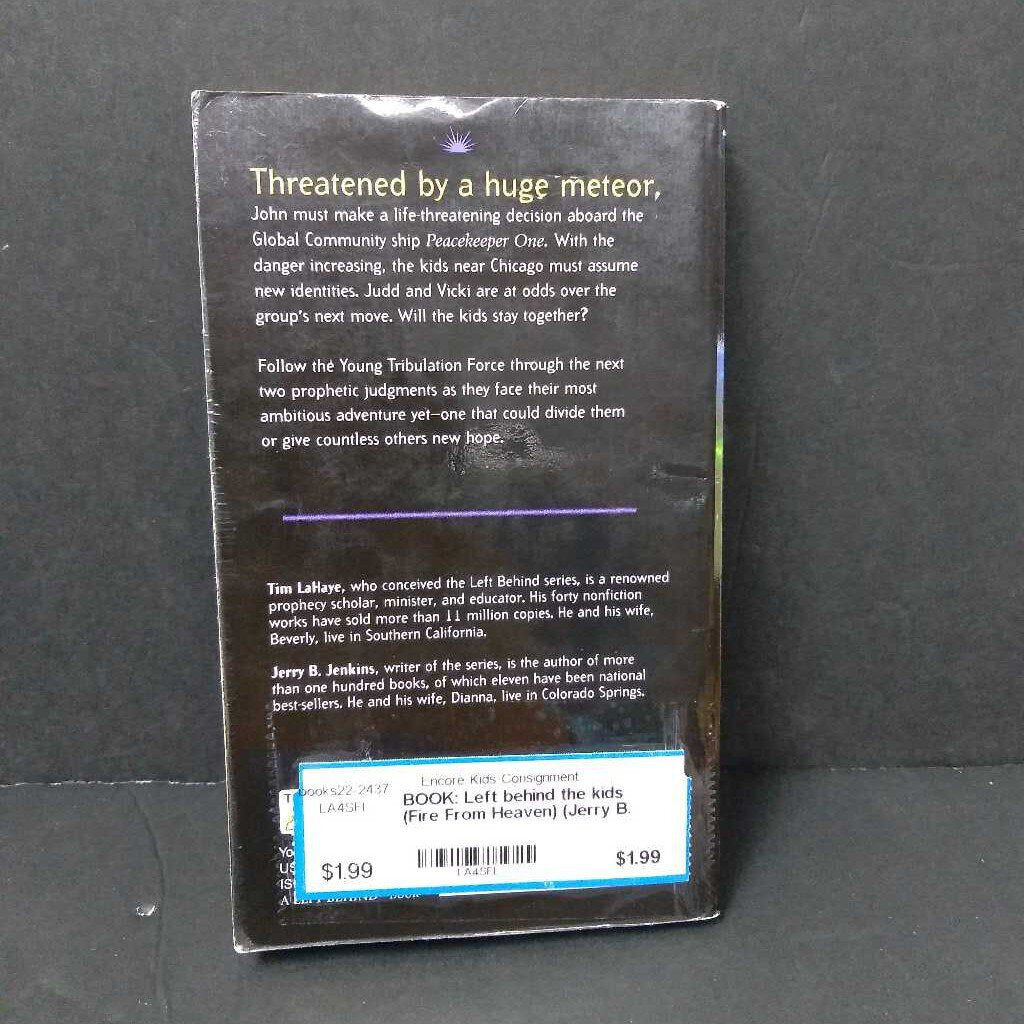 Threatened by a huge meteor,
John must make a life-threatening decision aboard the
Global Community ship Peacekeeper One. With the
danger increasing, the kids near Chicago must assume
new identities. Judd and Vicki are at odds over the
group's next move. Will the kids stay together?
Follow the Young Tribulation Force through the next
two prophetic judgments as they face their most
ambitious adventure yet—one that could divide them
or give countless others new hope.
Tim LaHaye, who conceived the Left Behind series, is a renowned
prophecy scholar, minister, and educator. His forty nonfiction
works have sold more than 11 million copies. He and his wife,
Beverly, live in Southern California.
Jerry B. Jenkins, writer of the series, is the author of more
than one hundred books, of which eleven have been national
best-sellers. He and his wife, Dianna, live in Colorado Springs.
Encore Kids Consignment
books22-2437
LA4SFI
BOOK: Left behind the kids
(Fire From Heaven) (Jerry B.
$1.99
LA4SFI
$1.99